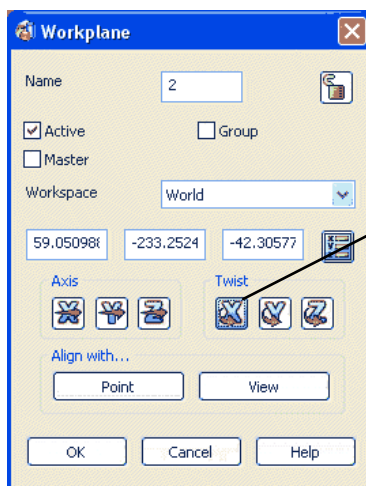 Workplane
Name 2
Active Group
Master
Workspace World
59.050988 -233.2524 -42.30577
Axis Twist
X Y Z X Y Z
Align with...
Point View
OK Cancel Help